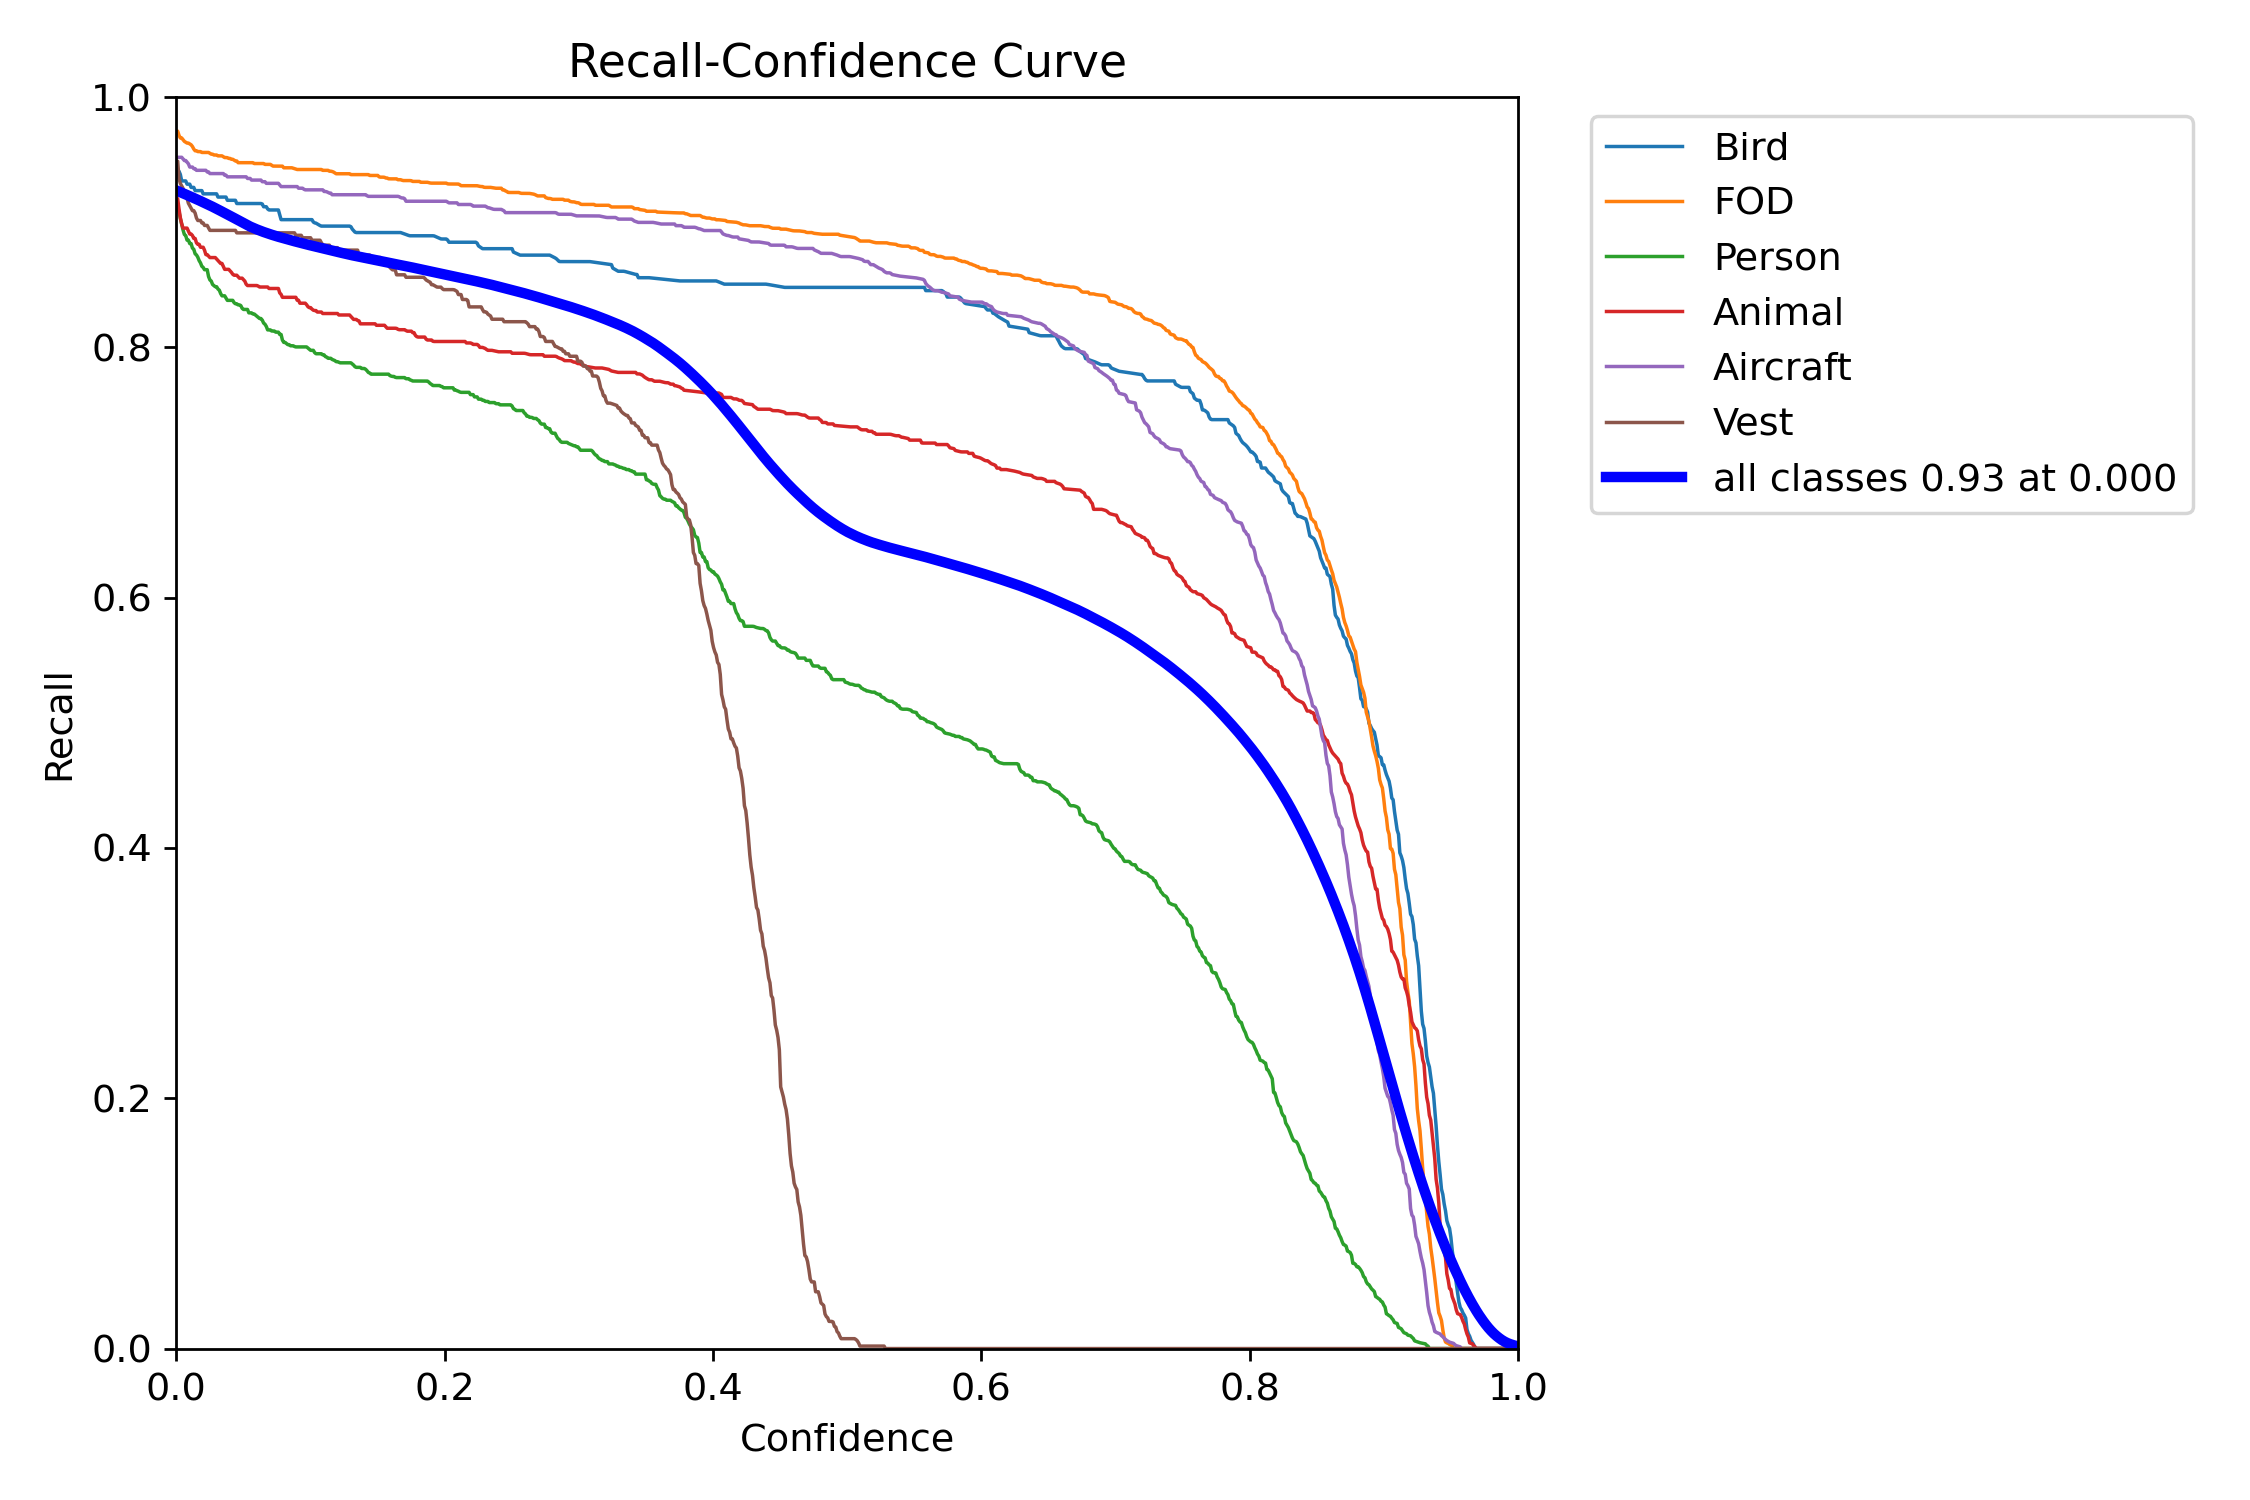 Recall-Confidence Curve
1.0
0.8
0.6
0.4
0.2
0.0
Recall
0.0 0.2 0.4 0.6 0.8 1.0
Confidence
Bird
FOD
Person
Animal
Aircraft
Vest
all classes 0.93 at 0.000